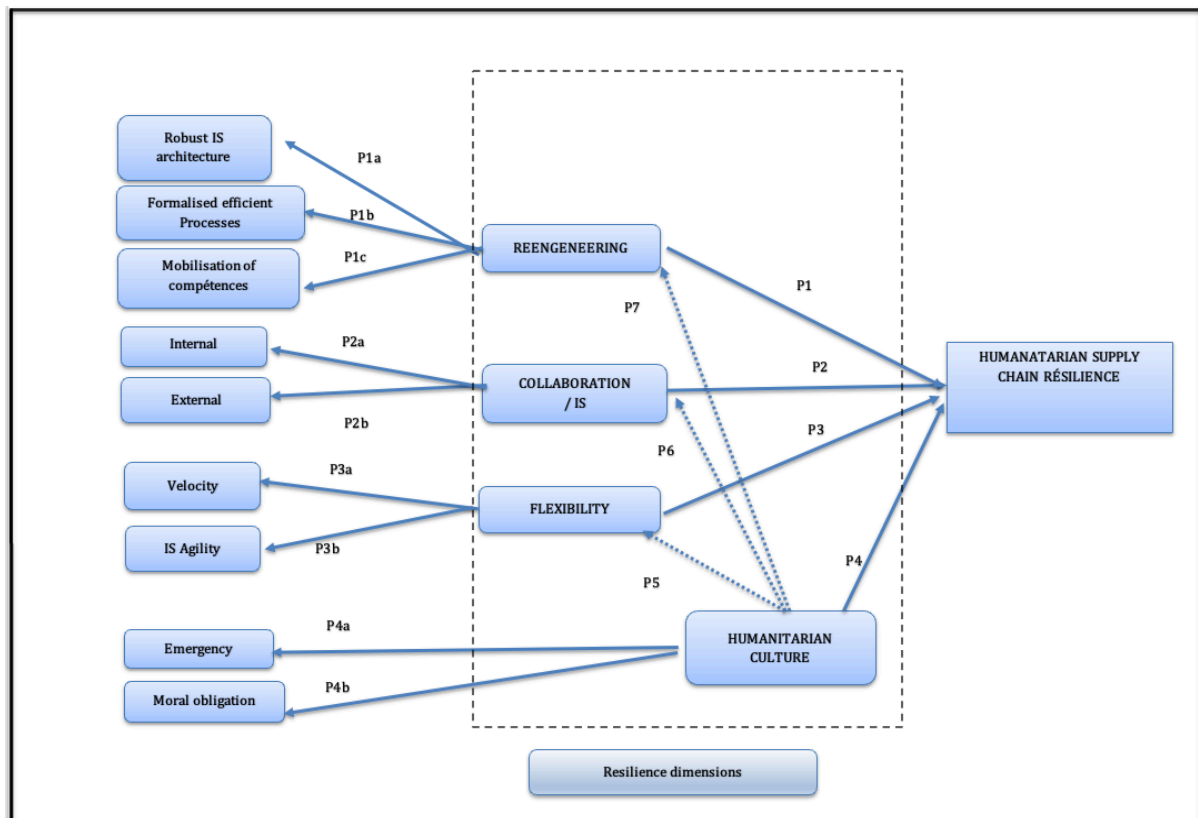 Robust IS
architecture
P1a
Formalised efficient
Processes
P1b
Mobilisation of
compétences
P1c
REENGENEERING
P1
P7
Internal
P2a
External
P2b
COLLABORATION
/ IS
P2
HUMANATARIAN SUPPLY
CHAIN RÉSILIENCE
P3
P6
Velocity
P3a
IS Agility
P3b
FLEXIBILITY
P5
P4
Emergency
P4a
Moral obligation
P4b
HUMANITARIAN
CULTURE
Resilience dimensions